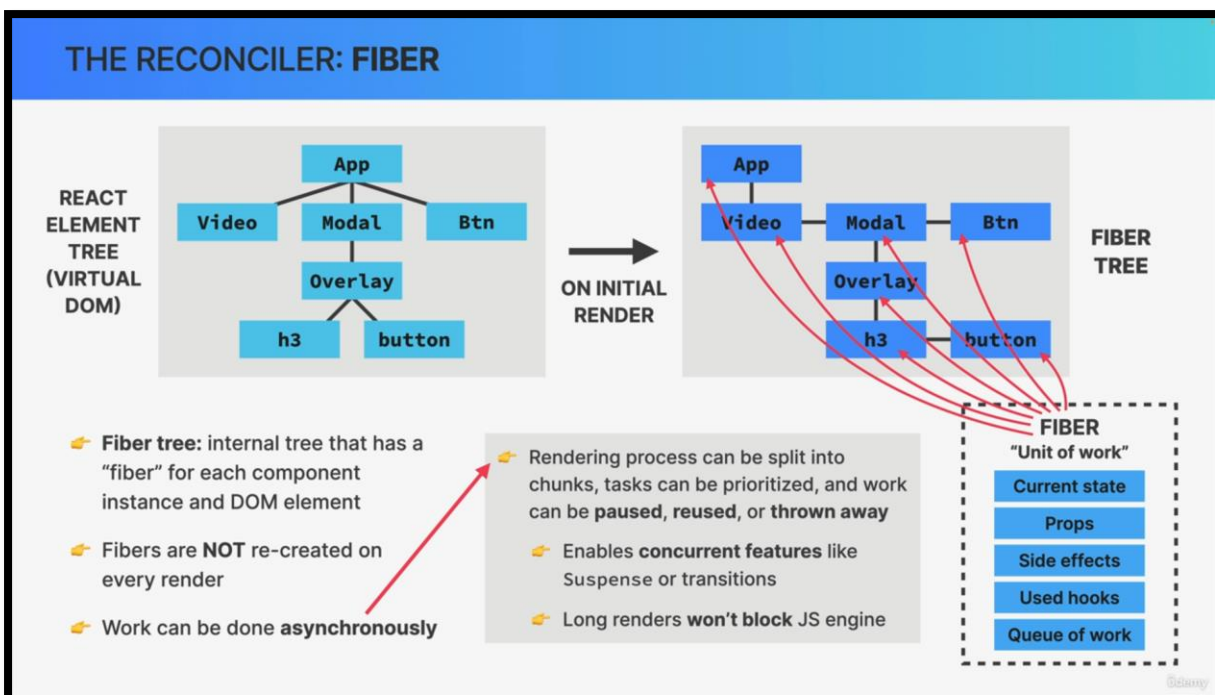 THE RECONCILER: FIBER
REACT
ELEMENT
TREE
(VIRTUAL
DOM)
App
Video
Modal
Btn
Overlay
h3
button
ON INITIAL
RENDER
App
Video
Modal
Btn
Overlay
h3
button
FIBER
TREE
Fiber tree: internal tree that has a
“fiber” for each component
instance and DOM element
Fibers are NOT re-created on
every render
Work can be done asynchronously
Rendering process can be split into
chunks, tasks can be prioritized, and work
can be paused, reused, or thrown away
Enables concurrent features like
Suspense or transitions
Long renders won’t block JS engine
FIBER
“Unit of work”
Current state
Props
Side effects
Used hooks
Queue of work
Udemy